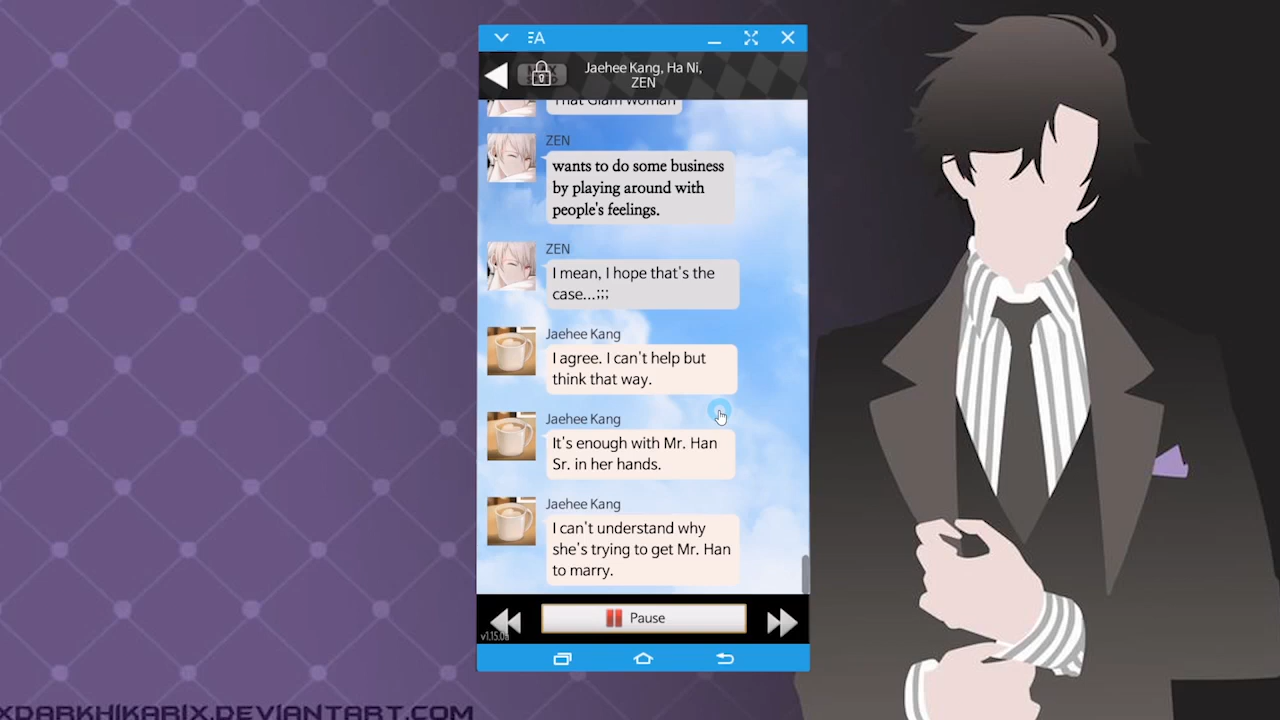 Jaehee Kang, Ha Ni,
ZEN
That Glam woman
ZEN
wants to do some business
by playing around with
people's feelings.
ZEN
I mean, I hope that's the
case...;;;
Jaehee Kang
I agree. I can't help but
think that way.
Jaehee Kang
It's enough with Mr. Han
Sr. in her hands.
Jaehee Kang
I can't understand why
she's trying to get Mr. Han
to marry.
Pause
XDARKHIKARIX.DEVIANTART.COM